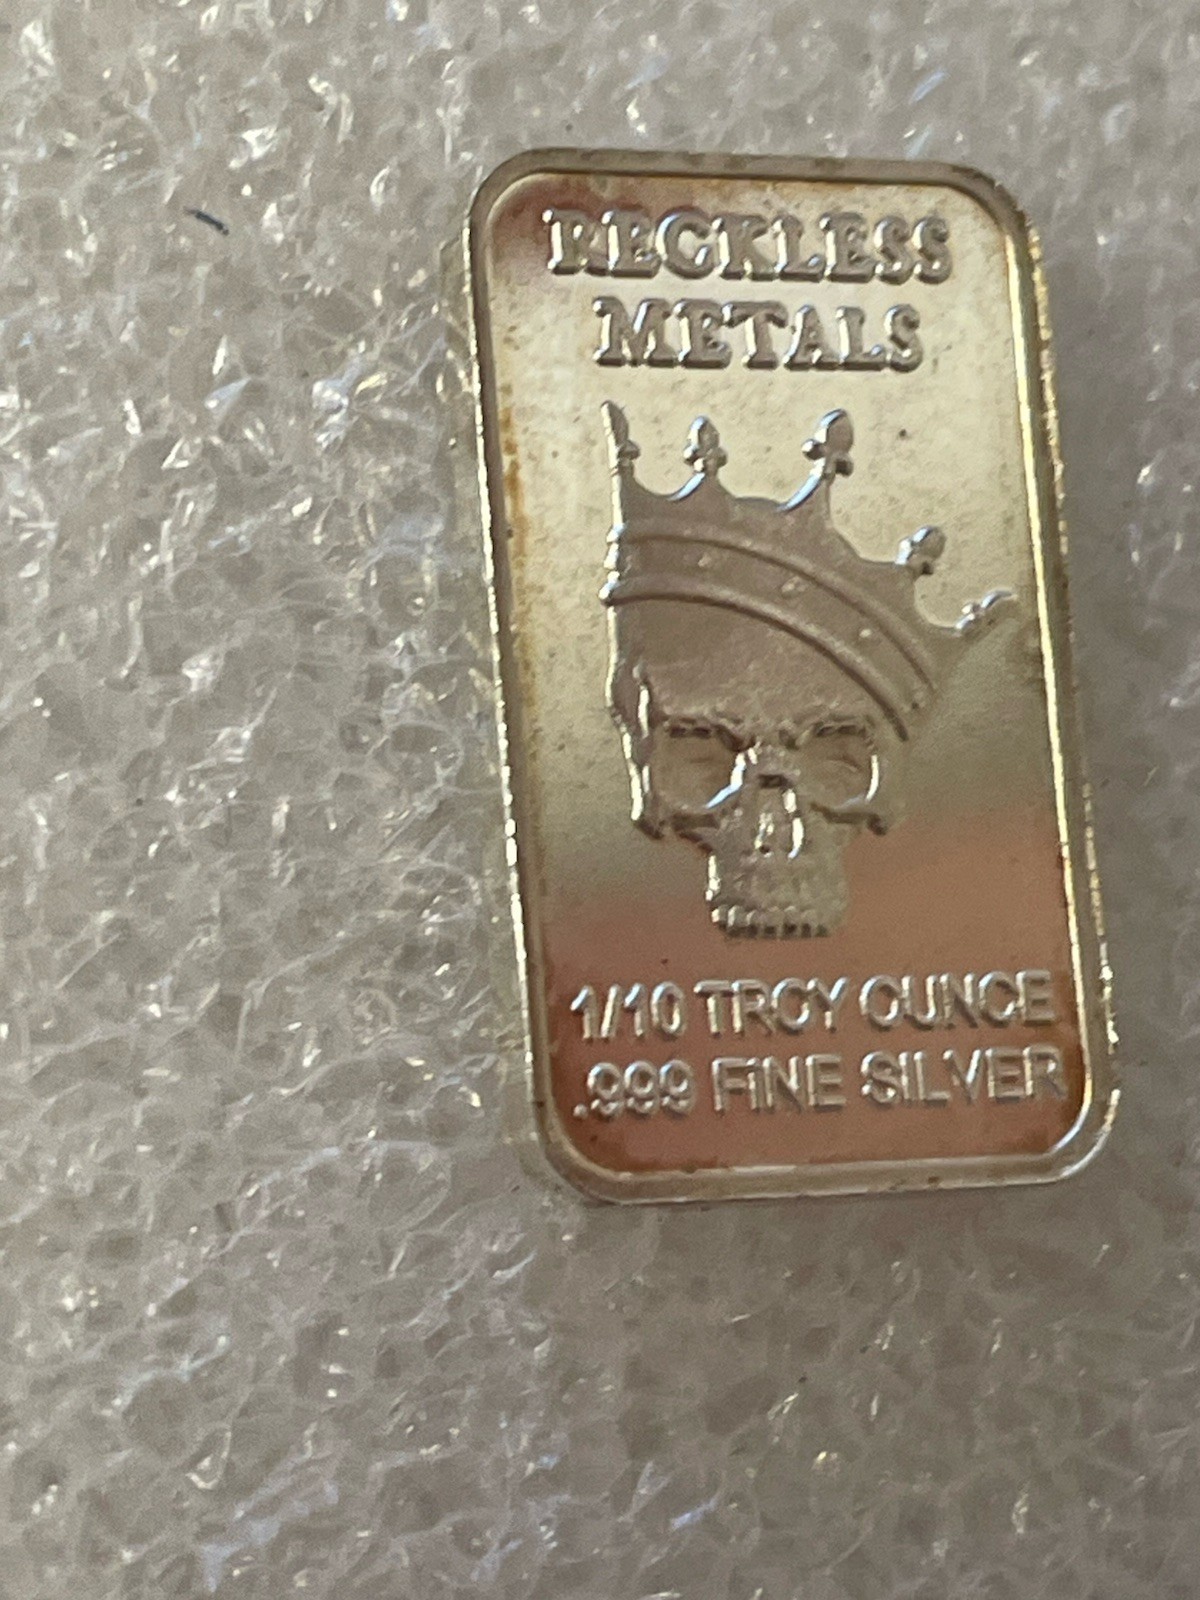 RECKLESS
METALS
1/10 TROY OUNCE
.999 FINE SILVER